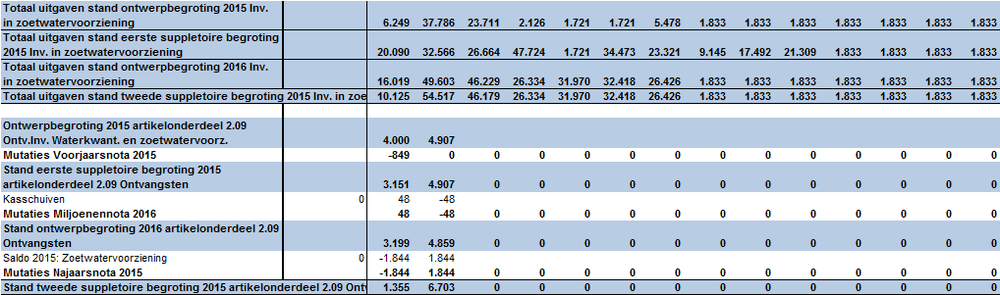 Totaal uitgaven stand ontwerpbegroting 2015 Inv.
in zoetwatervoorziening 6.249 37.786 23.711 2.126 1.721 1.721 5.478 1.833 1.833 1.833 1.833 1.833 1.833 1.833
Totaal uitgaven stand eerste suppletoire begroting
2015 Inv. in zoetwatervoorziening 20.090 32.566 26.664 47.724 1.721 34.473 23.321 9.145 17.492 21.309 1.833 1.833 1.833 1.833
Totaal uitgaven stand ontwerpbegroting 2016 Inv.
in zoetwatervoorziening 16.019 49.603 46.229 26.334 31.970 32.418 26.426 1.833 1.833 1.833 1.833 1.833 1.833 1.833
Totaal uitgaven stand tweede suppletoire begroting 2015 Inv. in zoe 10.125 54.517 46.179 26.334 31.970 32.418 26.426 1.833 1.833 1.833 1.833 1.833 1.833 1.833
Ontwerpbegroting 2015 artikelonderdeel 2.09
Ontv.Inv. Waterkwant. en zoetwatervoorz. 4.000 4.907
Mutaties Voorjaarsnota 2015 -849 0 0 0 0 0 0 0 0 0 0 0 0 0
Stand eerste suppletoire begroting 2015
artikelonderdeel 2.09 Ontvangsten 3.151 4.907 0 0 0 0 0 0 0 0 0 0 0 0
Kasschuiven 0 48 -48
Mutaties Miljoenennota 2016 48 -48 0 0 0 0 0 0 0 0 0 0 0 0
Stand ontwerpbegroting 2016 artikelonderdeel 2.09
Ontvangsten 3.199 4.859 0 0 0 0 0 0 0 0 0 0 0 0
Saldo 2015: Zoetwatervoorziening 0 -1.844 1.844
Mutaties Najaarsnota 2015 -1.844 1.844 0 0 0 0 0 0 0 0 0 0 0 0
Stand tweede suppletoire begroting 2015 artikelonderdeel 2.09 Ontv 1.355 6.703 0 0 0 0 0 0 0 0 0 0 0 0